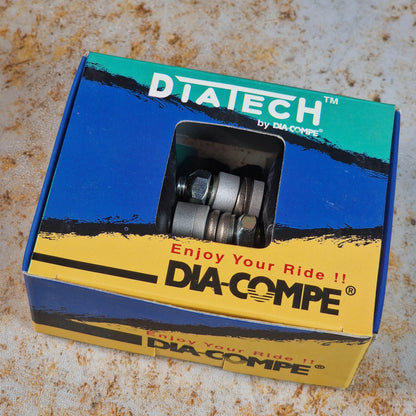 DIATECH™
by DIA-COMPE®
Enjoy Your Ride !!
DIA-COMPE®
Enjoy Your Ride !!
DIA-COMPE®